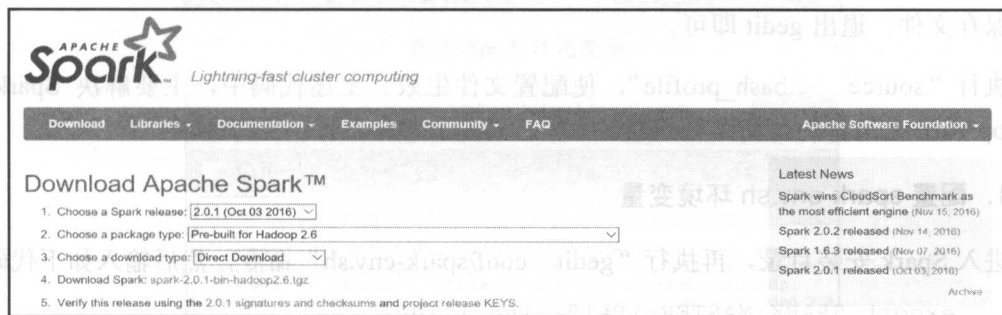 APACHE
Spark™ Lightning-fast cluster computing
Download Libraries Documentation Examples Community FAQ Apache Software Foundation
Download Apache Spark™
1. Choose a Spark release: 2.0.1 (Oct 03 2016)
2. Choose a package type: Pre-built for Hadoop 2.6
3. Choose a download type: Direct Download
4. Download Spark: spark-2.0.1-bin-hadoop2.6.tgz
5. Verify this release using the 2.0.1 signatures and checksums and project release KEYS.
Latest News
Spark wins CloudSort Benchmark as
the most efficient engine (Nov 15, 2016)
Spark 2.0.2 released (Nov 14, 2016)
Spark 1.6.3 released (Nov 07, 2016)
Spark 2.0.1 released (Oct 03, 2016)
Archive